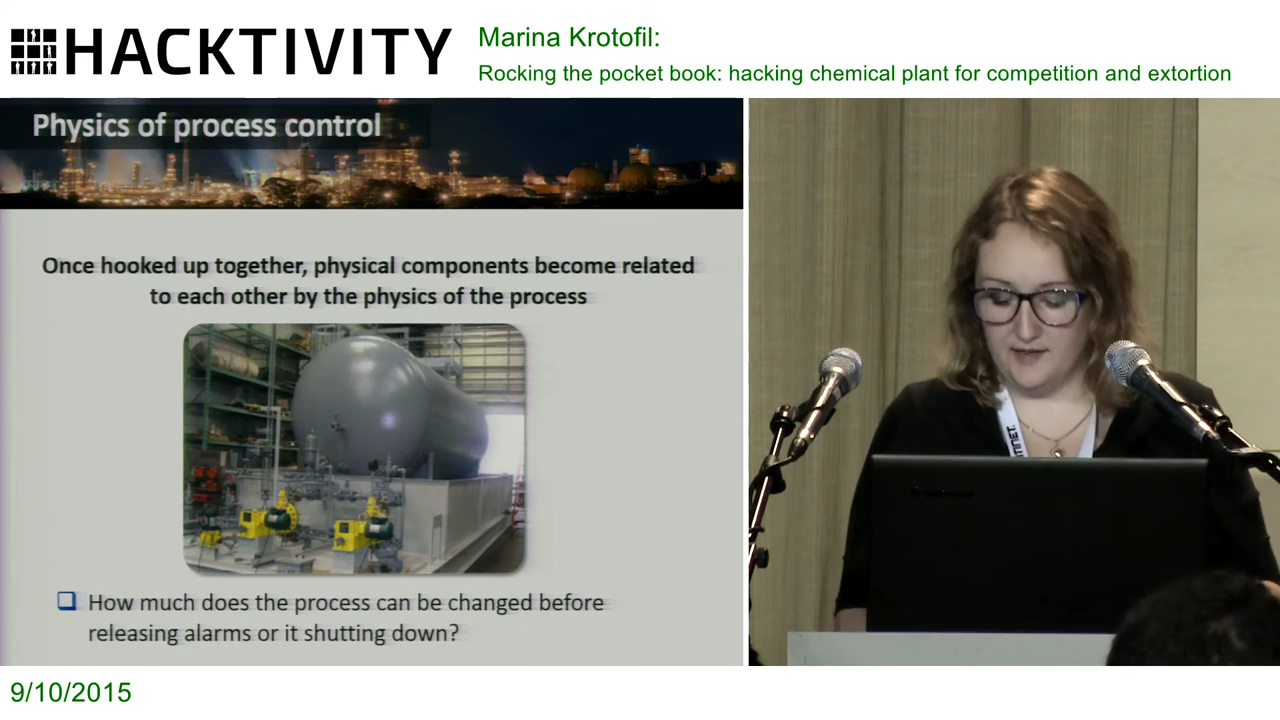 HACKTIVITY
Marina Krotofil:
Rocking the pocket book: hacking chemical plant for competition and extortion
Physics of process control
Once hooked up together, physical components become related
to each other by the physics of the process
How much does the process can be changed before
releasing alarms or it shutting down?
9/10/2015